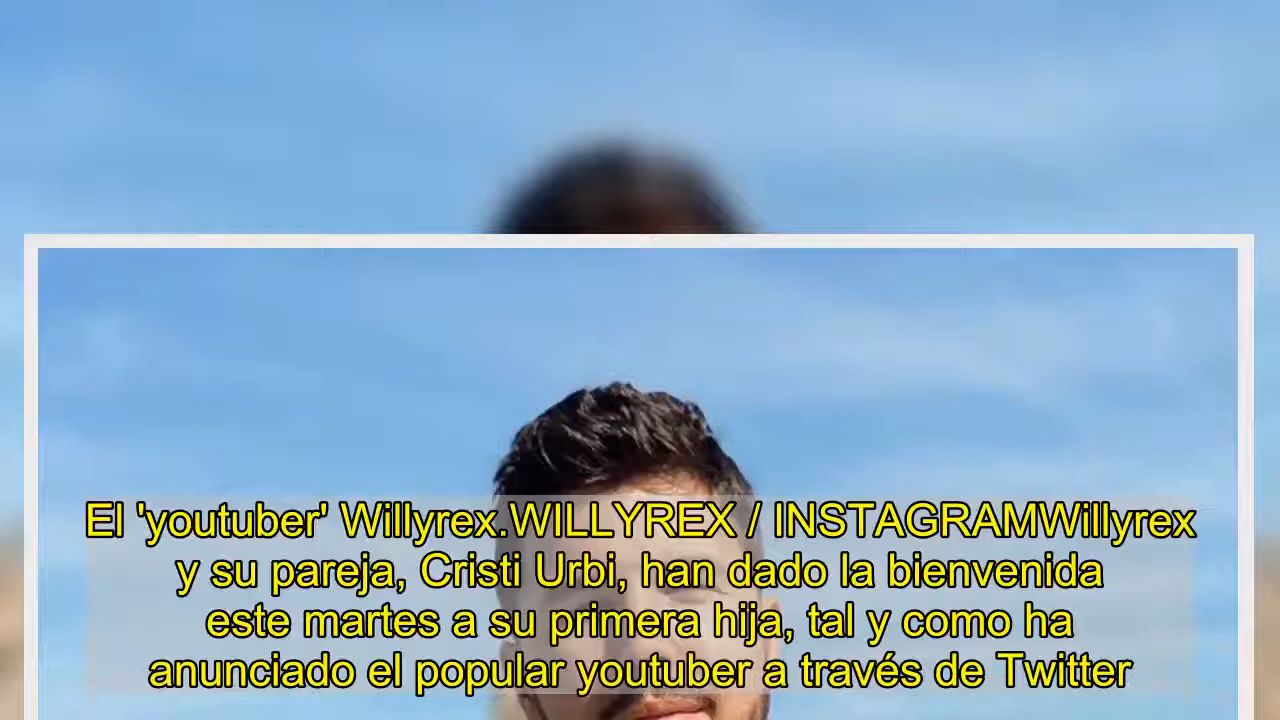 El 'youtuber' Willyrex.WILLYREX / INSTAGRAMWillyrex
y su pareja, Cristi Urbi, han dado la bienvenida
este martes a su primera hija, tal y como ha
anunciado el popular youtuber a través de Twitter